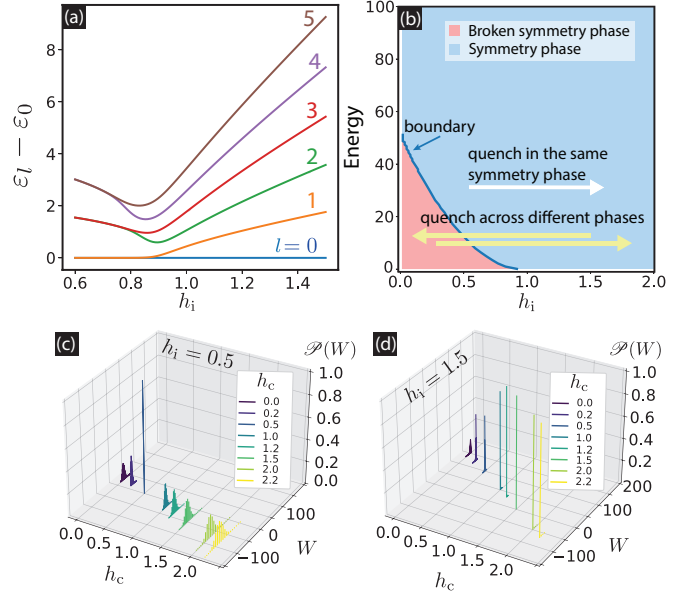 (a)
8
6
4
2
0
ε_l − ε_0
5
4
3
2
1
l=0
0.6 0.8 1.0 1.2 1.4
h_i
(b)
100
80
60
40
20
0
Energy
Broken symmetry phase
Symmetry phase
boundary
quench in the same
symmetry phase
quench across different phases
0.0 0.5 1.0 1.5 2.0
h_i
(c)
h_i = 0.5
𝒫(W)
h_c
0.0
0.2
0.5
1.0
1.2
1.5
2.0
2.2
1.0
0.8
0.6
0.4
0.2
0.0
100
0
−100
W
0.0 0.5 1.0 1.5 2.0
h_c
(d)
h_i = 1.5
𝒫(W)
h_c
0.0
0.2
0.5
1.0
1.2
1.5
2.0
2.2
1.0
0.8
0.6
0.4
0.2
200
100
0
−100
W
0.0 0.5 1.0 1.5 2.0
h_c